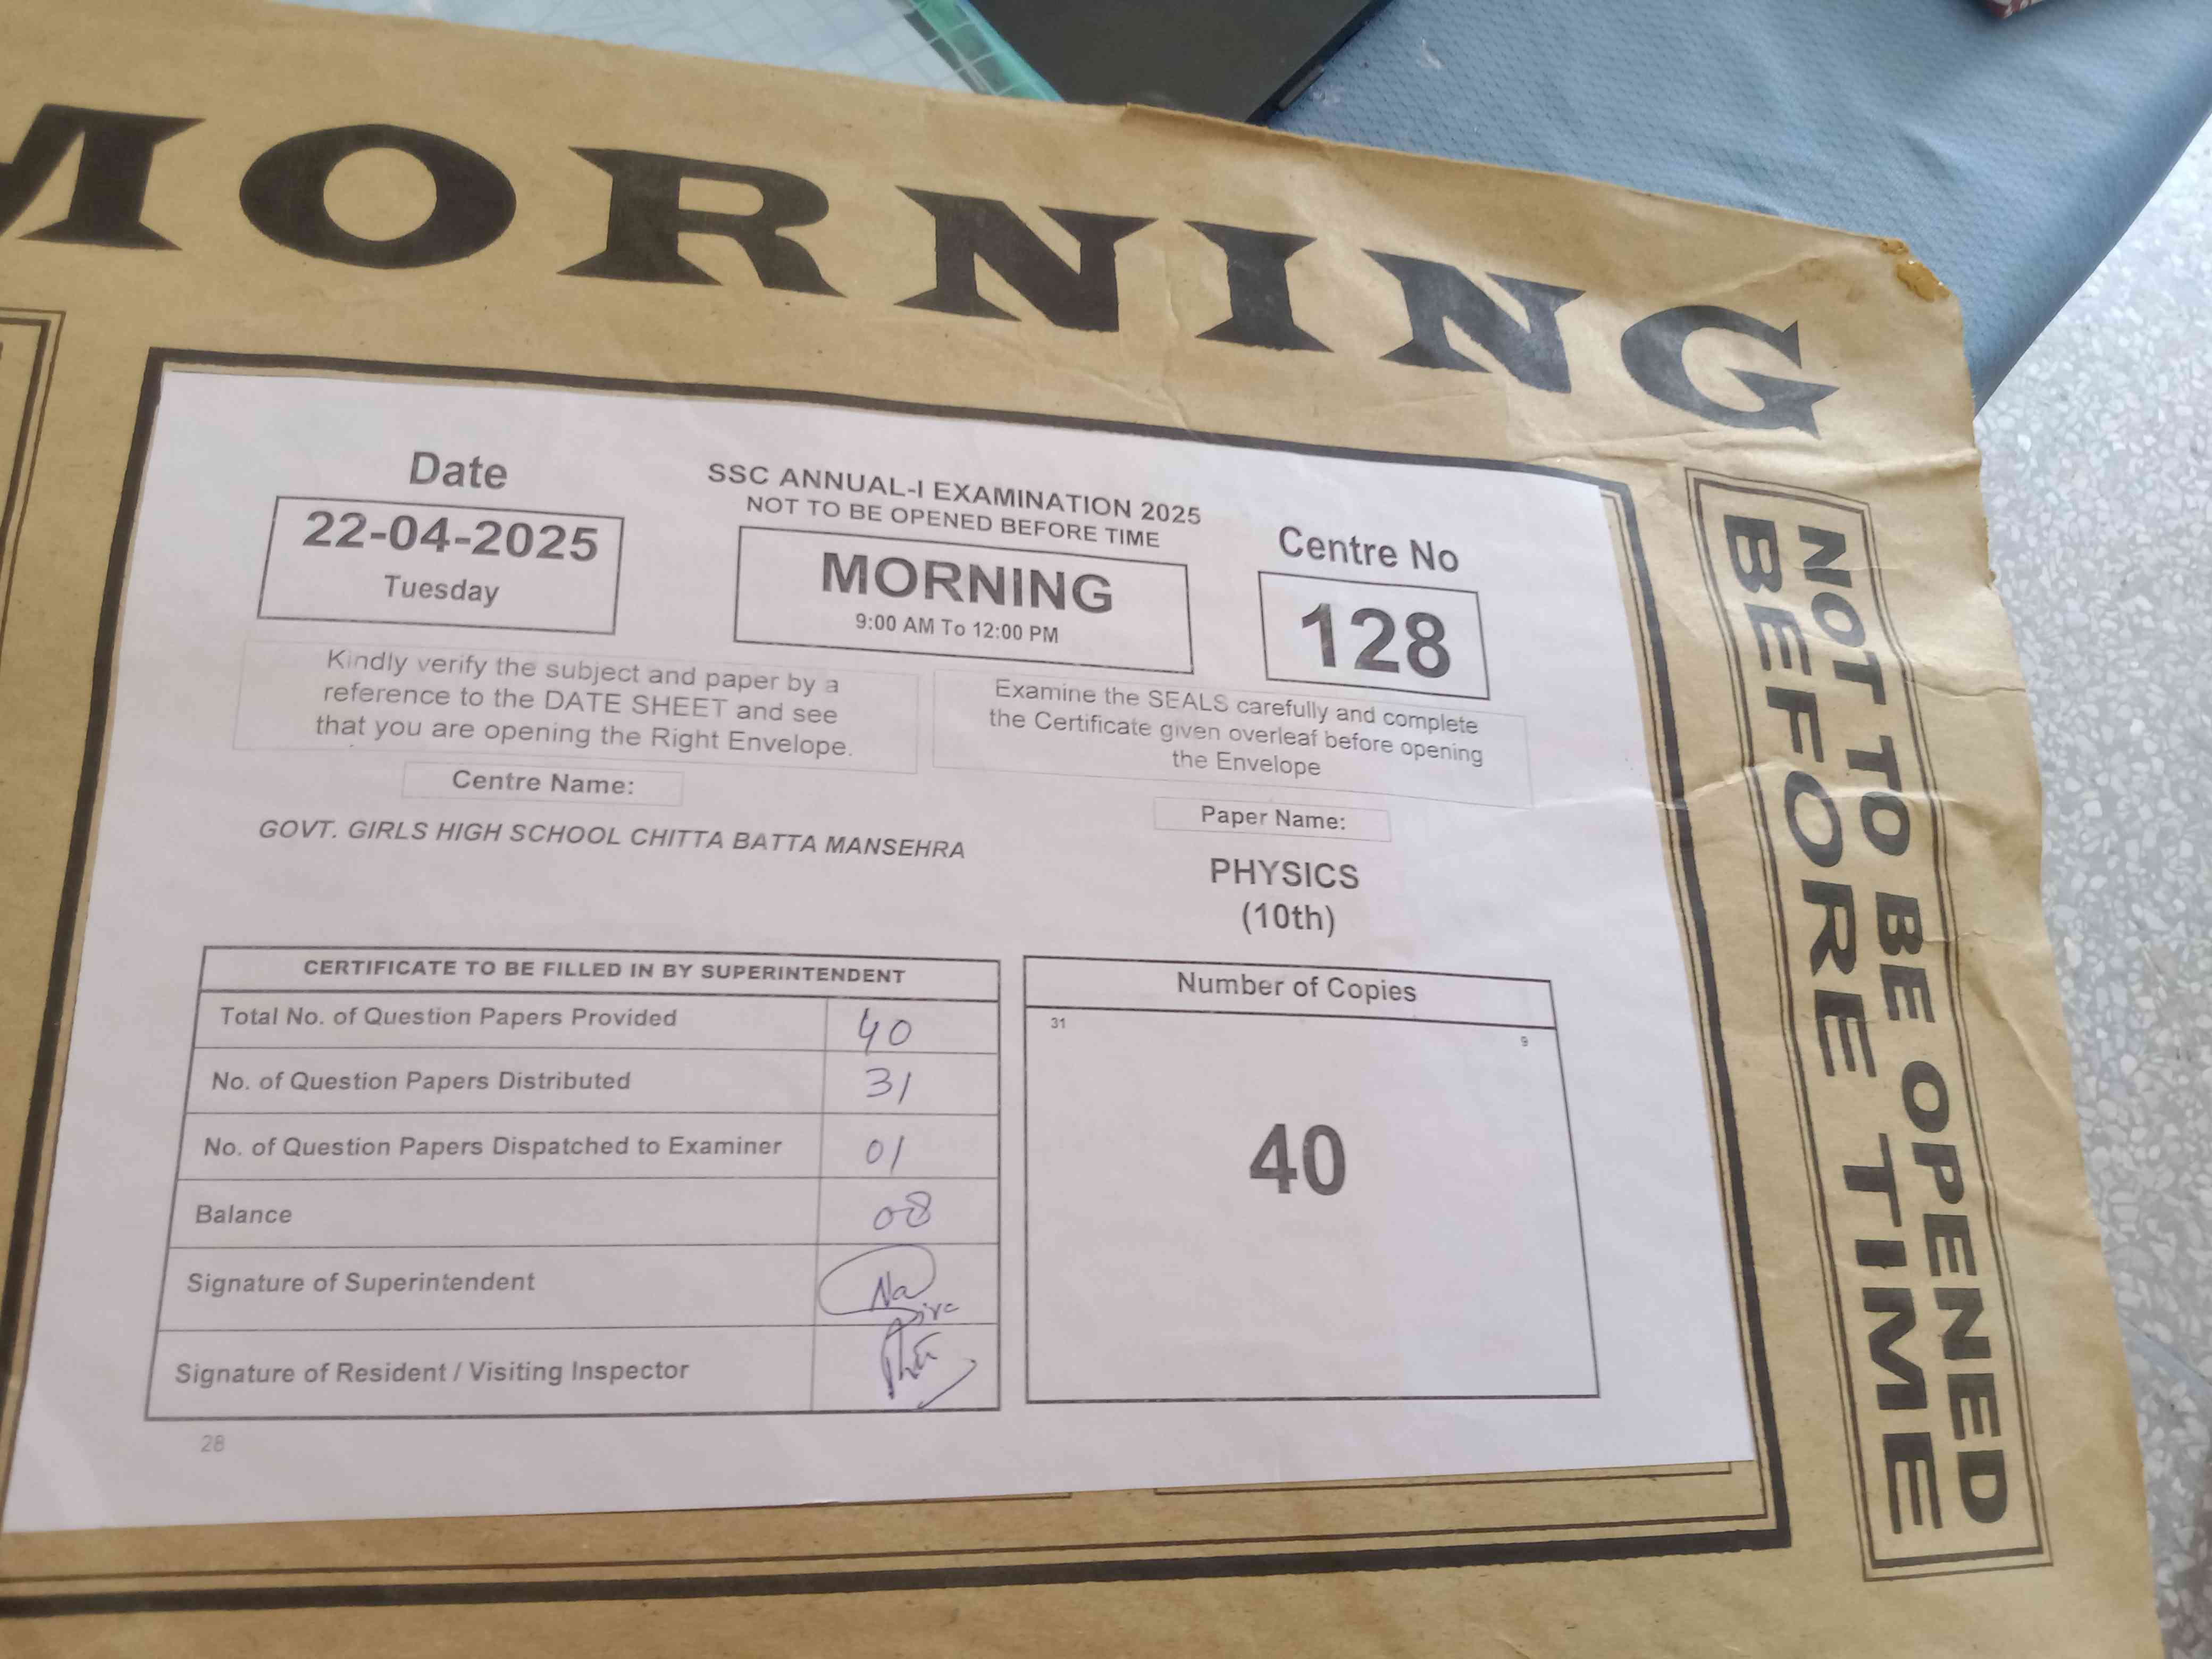 MORNING
Date
22-04-2025
Tuesday
SSC ANNUAL-I EXAMINATION 2025
NOT TO BE OPENED BEFORE TIME
MORNING
9:00 AM To 12:00 PM
Centre No
128
Kindly verify the subject and paper by a
reference to the DATE SHEET and see
that you are opening the Right Envelope.
Examine the SEALS carefully and complete
the Certificate given overleaf before opening
the Envelope
Centre Name:
GOVT. GIRLS HIGH SCHOOL CHITTA BATTA MANSEHRA
Paper Name:
PHYSICS
(10th)
CERTIFICATE TO BE FILLED IN BY SUPERINTENDENT
Total No. of Question Papers Provided 40
No. of Question Papers Distributed 31
No. of Question Papers Dispatched to Examiner 01
Balance 08
Signature of Superintendent
Signature of Resident / Visiting Inspector
28
Number of Copies
31 9
40
NOT TO BE OPENED
BEFORE TIME